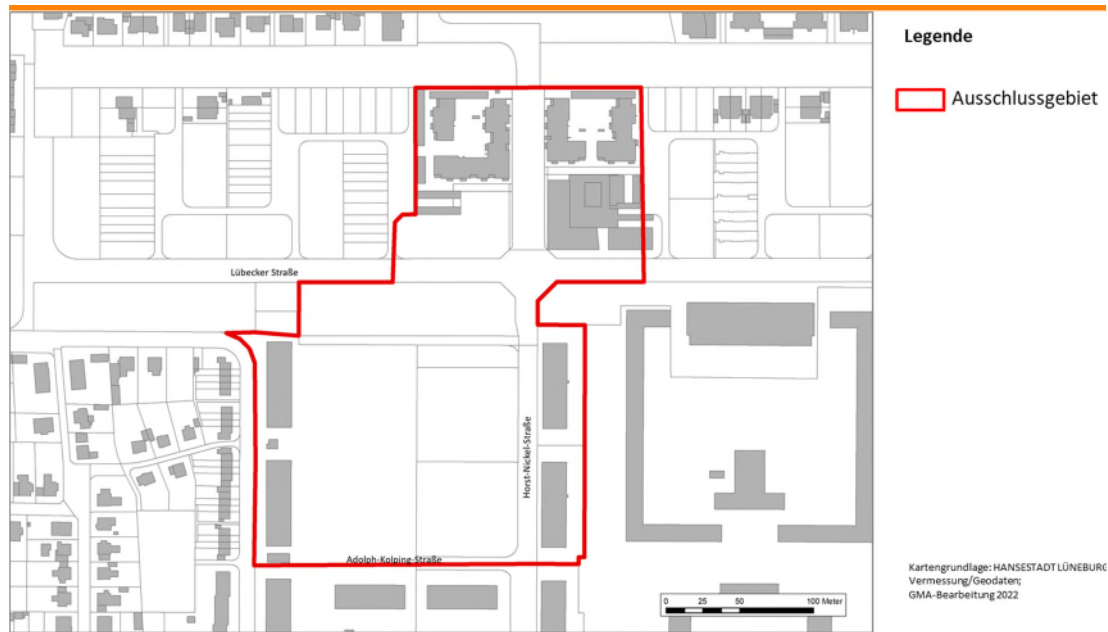 Legende
Ausschlussgebiet
Lübecker Straße
Horst-Nickel-Straße
Adolph-Kolping-Straße
0 25 50 100 Meter
Kartengrundlage: HANSESTADT LÜNEBURG
Vermessung/Geodaten;
GMA-Bearbeitung 2022